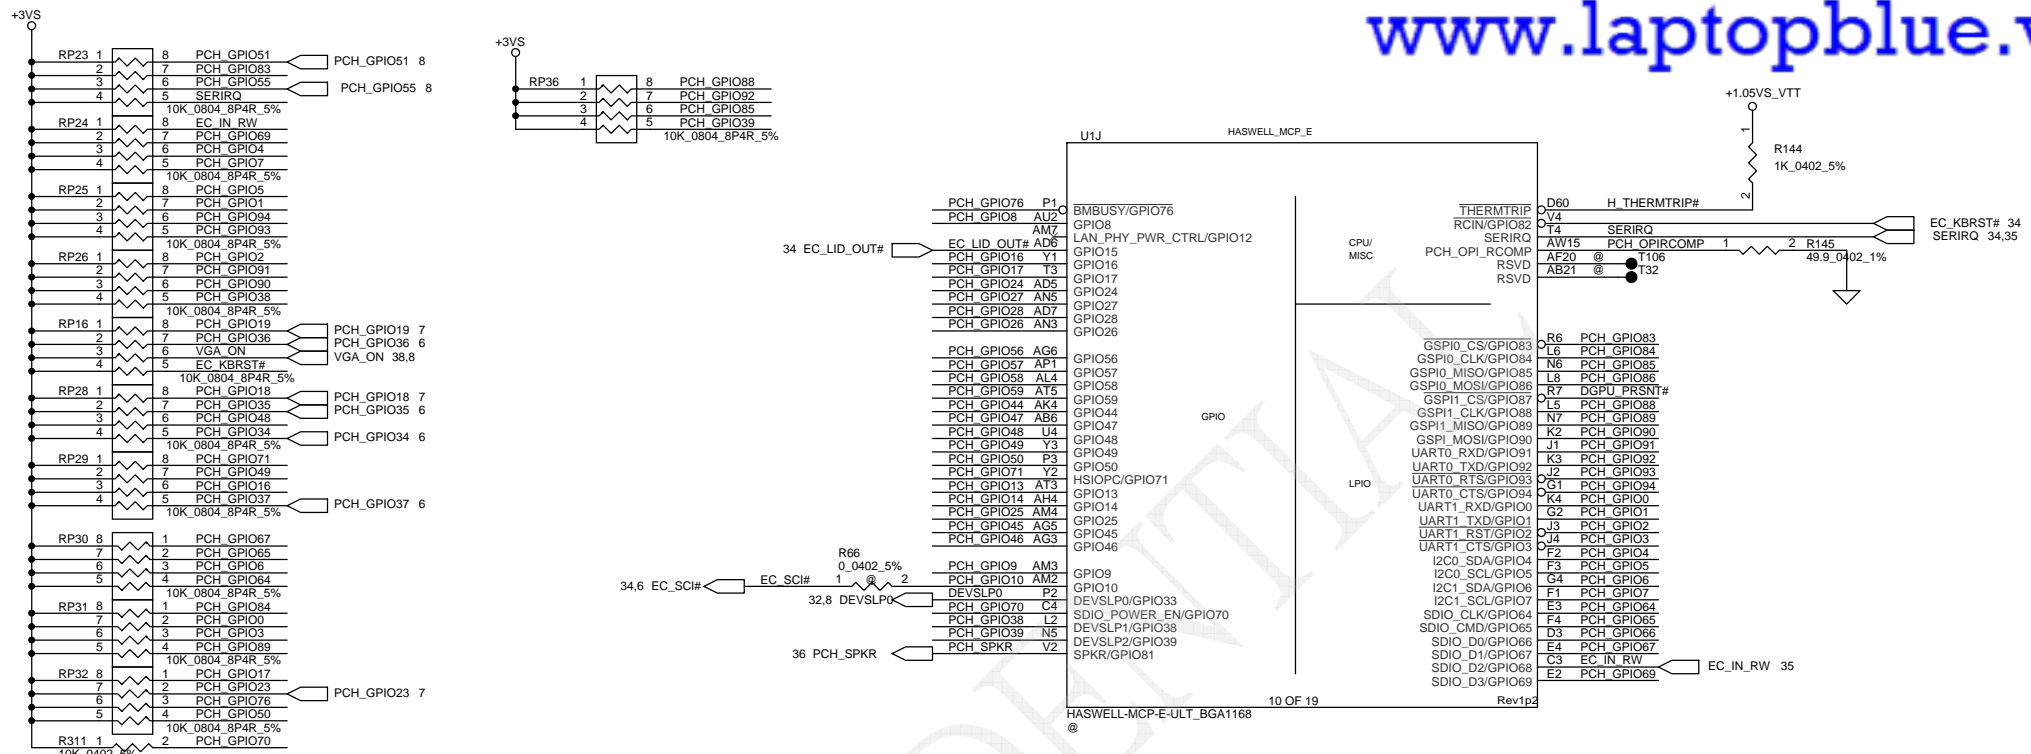 www.laptopblue.v
+3VS
RP23 1 8 PCH_GPIO51 PCH_GPIO51 8
2 7 PCH_GPIO83
3 6 PCH_GPIO55 PCH_GPIO55 8
4 5 SERIRQ
10K_0804_8P4R_5%
RP24 1 8 EC_IN_RW
2 7 PCH_GPIO69
3 6 PCH_GPIO4
4 5 PCH_GPIO7
10K_0804_8P4R_5%
RP25 1 8 PCH_GPIO5
2 7 PCH_GPIO1
3 6 PCH_GPIO94
4 5 PCH_GPIO93
10K_0804_8P4R_5%
RP26 1 8 PCH_GPIO2
2 7 PCH_GPIO91
3 6 PCH_GPIO90
4 5 PCH_GPIO38
10K_0804_8P4R_5%
RP16 1 8 PCH_GPIO19 PCH_GPIO19 7
2 7 PCH_GPIO36 PCH_GPIO36 6
3 6 VGA_ON VGA_ON 38,8
4 5 EC_KBRST#
10K_0804_8P4R_5%
RP28 1 8 PCH_GPIO18 PCH_GPIO18 7
2 7 PCH_GPIO35 PCH_GPIO35 6
3 6 PCH_GPIO48
4 5 PCH_GPIO34 PCH_GPIO34 6
10K_0804_8P4R_5%
RP29 1 8 PCH_GPIO71
2 7 PCH_GPIO49
3 6 PCH_GPIO16
4 5 PCH_GPIO37 PCH_GPIO37 6
10K_0804_8P4R_5%
RP30 8 1 PCH_GPIO67
7 2 PCH_GPIO65
6 3 PCH_GPIO6
5 4 PCH_GPIO64
10K_0804_8P4R_5%
RP31 8 1 PCH_GPIO84
7 2 PCH_GPIO0
6 3 PCH_GPIO3
5 4 PCH_GPIO89
10K_0804_8P4R_5%
RP32 8 1 PCH_GPIO17
7 2 PCH_GPIO23 PCH_GPIO23 7
6 3 PCH_GPIO76
5 4 PCH_GPIO50
10K_0804_8P4R_5%
R311 1 2 PCH_GPIO70
10K_0402_5%
+3VS
RP36 1 8 PCH_GPIO88
2 7 PCH_GPIO92
3 6 PCH_GPIO85
4 5 PCH_GPIO39
10K_0804_8P4R_5%
U1J HASWELL_MCP_E
PCH_GPIO76 P1 BMBUSY/GPIO76
PCH_GPIO8 AU2 GPIO8
AM7 LAN_PHY_PWR_CTRL/GPIO12
34 EC_LID_OUT# EC_LID_OUT# AD6 GPIO15
PCH_GPIO16 Y1 GPIO16
PCH_GPIO17 T3 GPIO17
PCH_GPIO24 AD5 GPIO24
PCH_GPIO27 AN5 GPIO27
PCH_GPIO28 AD7 GPIO28
PCH_GPIO26 AN3 GPIO26
PCH_GPIO56 AG6 GPIO56
PCH_GPIO57 AP1 GPIO57
PCH_GPIO58 AL4 GPIO58
PCH_GPIO59 AT5 GPIO59
PCH_GPIO44 AK4 GPIO44
PCH_GPIO47 AB6 GPIO47
PCH_GPIO48 U4 GPIO48
PCH_GPIO49 Y3 GPIO49
PCH_GPIO50 P3 GPIO50
PCH_GPIO71 Y2 HSIOPC/GPIO71
PCH_GPIO13 AT3 GPIO13
PCH_GPIO14 AH4 GPIO14
PCH_GPIO25 AM4 GPIO25
PCH_GPIO45 AG5 GPIO45
PCH_GPIO46 AG3 GPIO46
R66
0_0402_5%
PCH_GPIO9 AM3 GPIO9
34,6 EC_SCI# EC_SCI# 1 @ 2 PCH_GPIO10 AM2 GPIO10
32,8 DEVSLP0 DEVSLP0 P2 DEVSLP0/GPIO33
PCH_GPIO70 C4 SDIO_POWER_EN/GPIO70
PCH_GPIO38 L2 DEVSLP1/GPIO38
PCH_GPIO39 N5 DEVSLP2/GPIO39
36 PCH_SPKR PCH_SPKR V2 SPKR/GPIO81
GPIO
CPU/
MISC
LPIO
+1.05VS_VTT
1
R144
1K_0402_5%
2
THERMTRIP D60 H_THERMTRIP#
RCIN/GPIO82 V4 EC_KBRST# 34
SERIRQ T4 SERIRQ SERIRQ 34,35
PCH_OPI_RCOMP AW15 PCH_OPIRCOMP 1 2 R145
49.9_0402_1%
RSVD AF20 @ T106
RSVD AB21 @ T32
GSPI0_CS/GPIO83 R6 PCH_GPIO83
GSPI0_CLK/GPIO84 L6 PCH_GPIO84
GSPI0_MISO/GPIO85 N6 PCH_GPIO85
GSPI0_MOSI/GPIO86 L8 PCH_GPIO86
GSPI1_CS/GPIO87 R7 DGPU_PRSNT#
GSPI1_CLK/GPIO88 L5 PCH_GPIO88
GSPI1_MISO/GPIO89 N7 PCH_GPIO89
GSPI_MOSI/GPIO90 K2 PCH_GPIO90
UART0_RXD/GPIO91 J1 PCH_GPIO91
UART0_TXD/GPIO92 K3 PCH_GPIO92
UART0_RTS/GPIO93 J2 PCH_GPIO93
UART0_CTS/GPIO94 G1 PCH_GPIO94
UART1_RXD/GPIO0 K4 PCH_GPIO0
UART1_TXD/GPIO1 G2 PCH_GPIO1
UART1_RST/GPIO2 J3 PCH_GPIO2
UART1_CTS/GPIO3 J4 PCH_GPIO3
I2C0_SDA/GPIO4 F2 PCH_GPIO4
I2C0_SCL/GPIO5 F3 PCH_GPIO5
I2C1_SDA/GPIO6 G4 PCH_GPIO6
I2C1_SCL/GPIO7 F1 PCH_GPIO7
SDIO_CLK/GPIO64 E3 PCH_GPIO64
SDIO_CMD/GPIO65 F4 PCH_GPIO65
SDIO_D0/GPIO66 D3 PCH_GPIO66
SDIO_D1/GPIO67 E4 PCH_GPIO67
SDIO_D2/GPIO68 C3 EC_IN_RW EC_IN_RW 35
SDIO_D3/GPIO69 E2 PCH_GPIO69
10 OF 19 Rev1p2
HASWELL-MCP-E-ULT_BGA1168
@
DENTIAL